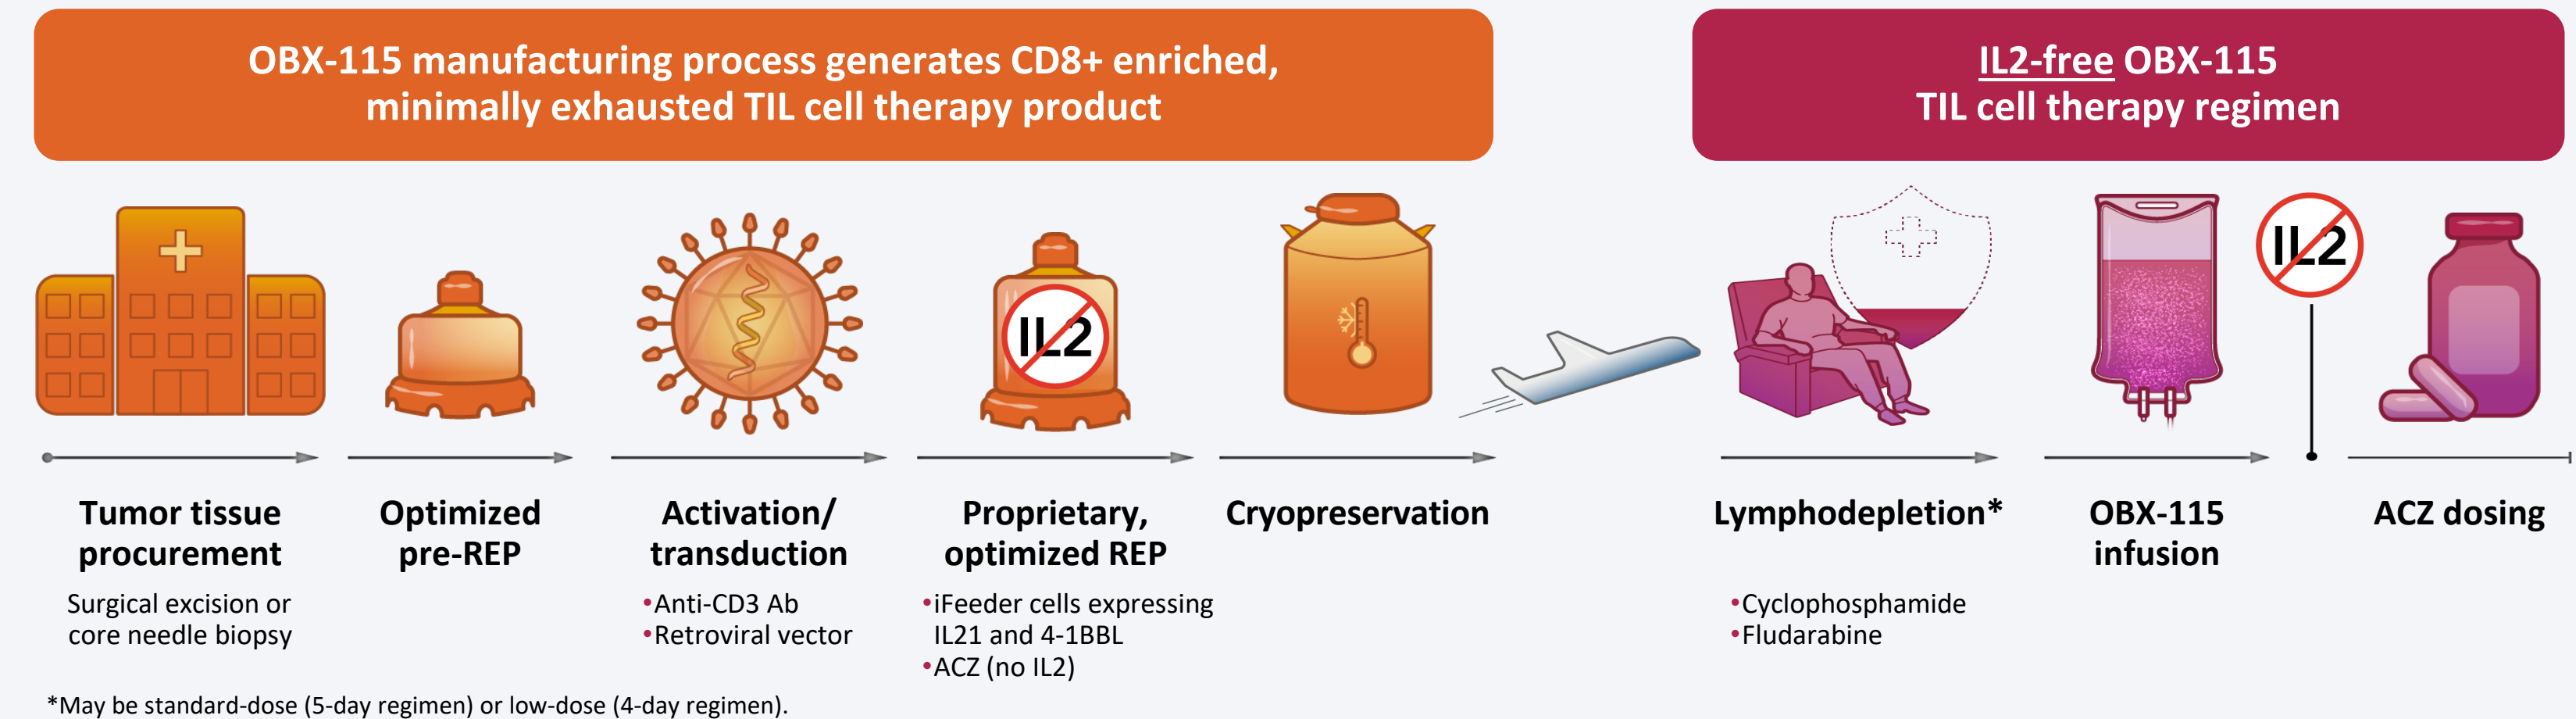 OBX-115 manufacturing process generates CD8+ enriched,
minimally exhausted TIL cell therapy product
IL2-free OBX-115
TIL cell therapy regimen
IL2
IL2
Tumor tissue
procurement
Surgical excision or
core needle biopsy
Optimized
pre-REP
Activation/
transduction
•Anti-CD3 Ab
•Retroviral vector
Proprietary,
optimized REP
•iFeeder cells expressing
IL21 and 4-1BBL
•ACZ (no IL2)
Cryopreservation
Lymphodepletion*
•Cyclophosphamide
•Fludarabine
OBX-115
infusion
ACZ dosing
*May be standard-dose (5-day regimen) or low-dose (4-day regimen).